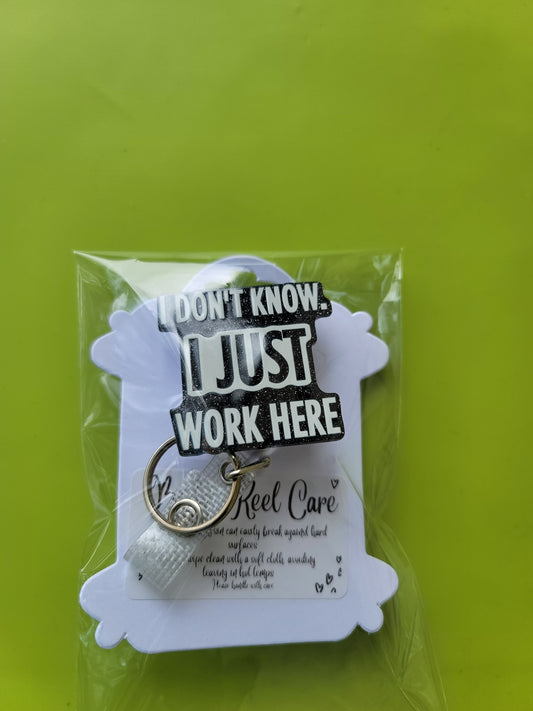 I DON'T KNOW.
I JUST
WORK HERE
Reel Care
can easily break against hard
surfaces
wipe clean with a soft cloth avoiding
leaving in hot temps
Please handle with care